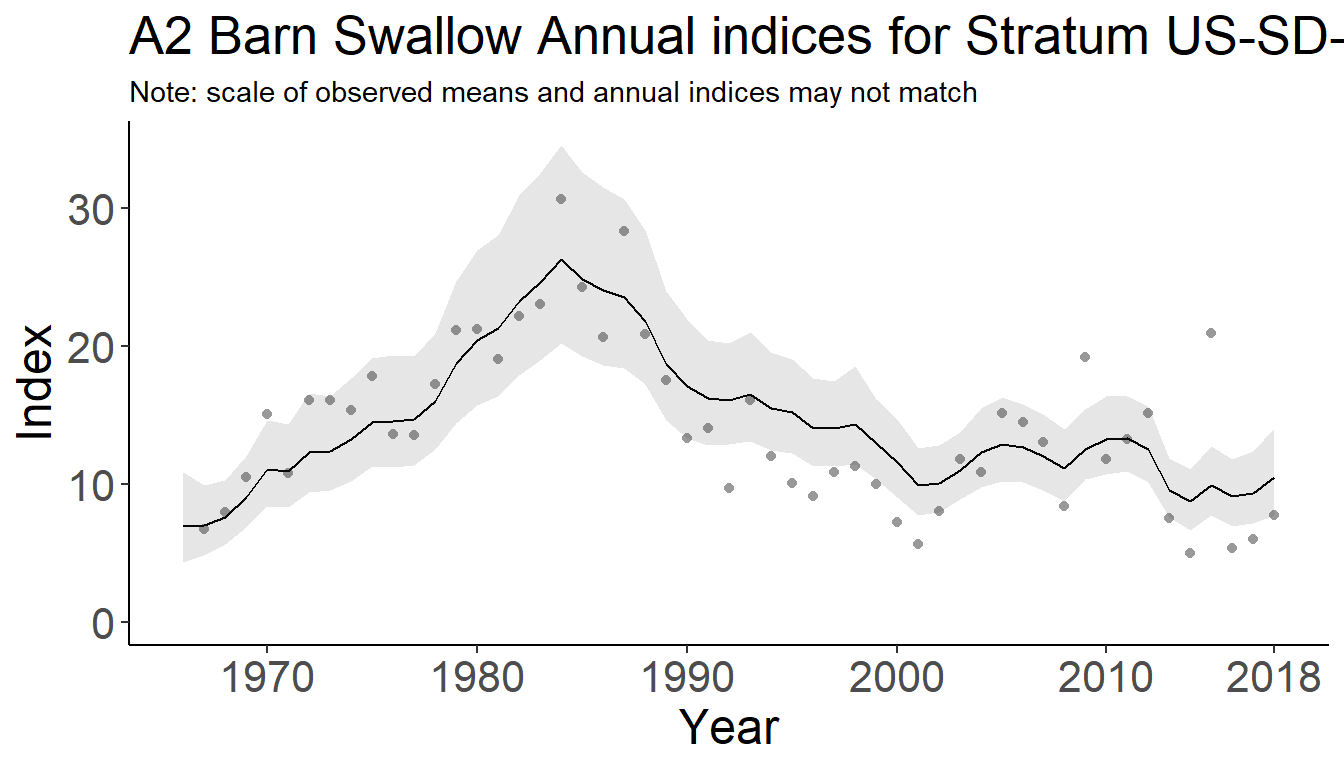 A2 Barn Swallow Annual indices for Stratum US-SD-
Note: scale of observed means and annual indices may not match
30
20
10
0
Index
1970 1980 1990 2000 2010 2018
Year